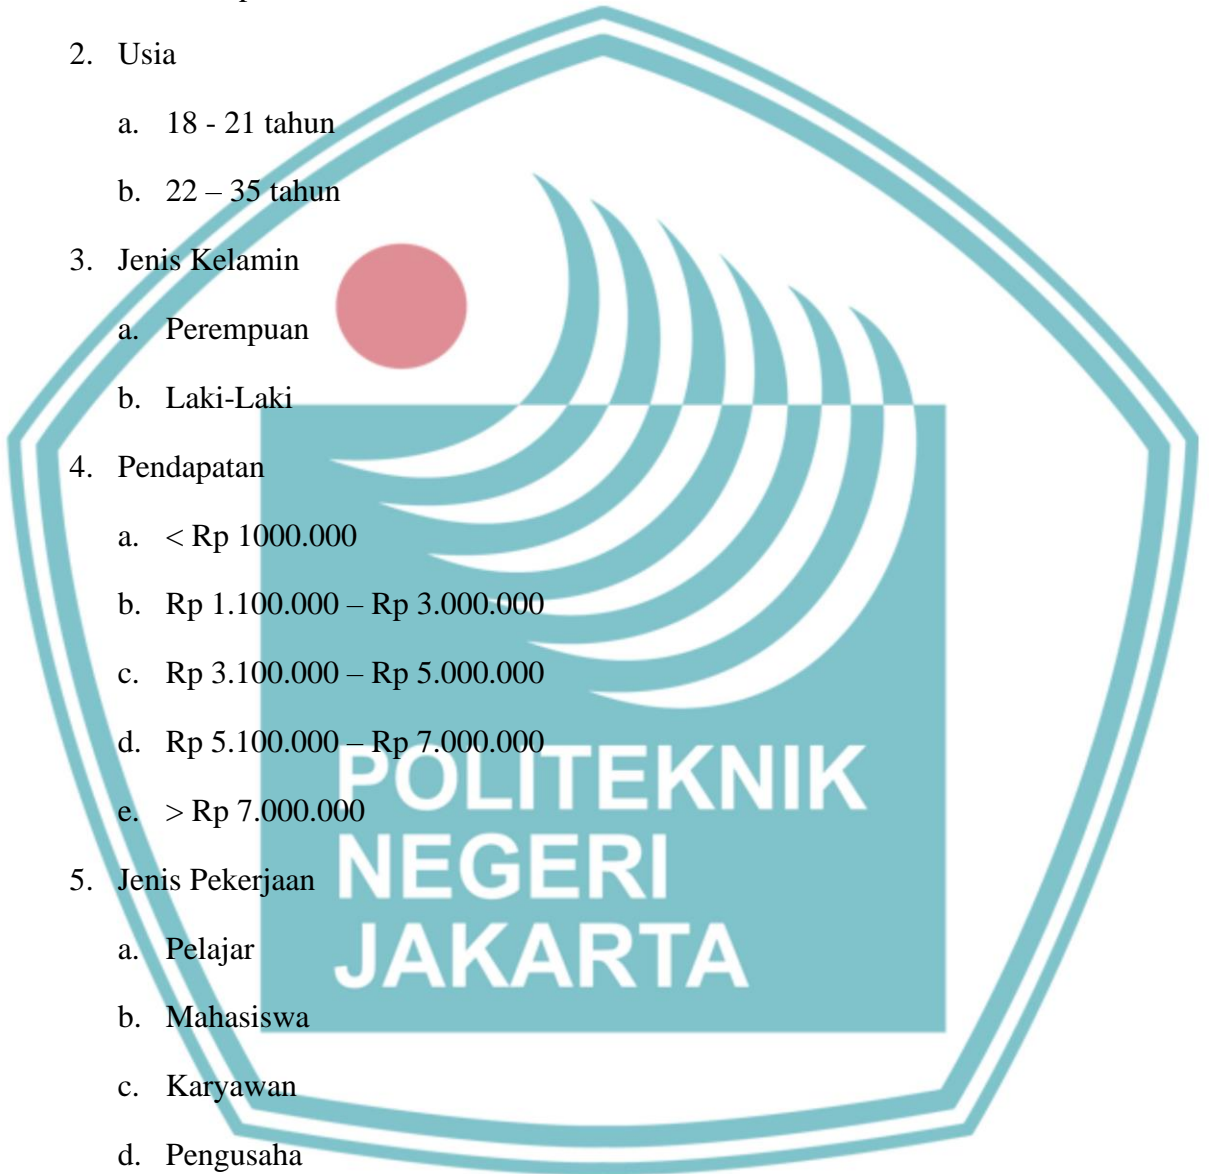 2. Usia
a. 18 - 21 tahun
b. 22 – 35 tahun
3. Jenis Kelamin
a. Perempuan
b. Laki-Laki
4. Pendapatan
a. < Rp 1000.000
b. Rp 1.100.000 – Rp 3.000.000
c. Rp 3.100.000 – Rp 5.000.000
d. Rp 5.100.000 – Rp 7.000.000
e. > Rp 7.000.000
5. Jenis Pekerjaan
a. Pelajar
b. Mahasiswa
c. Karyawan
d. Pengusaha
POLITEKNIK
NEGERI
JAKARTA